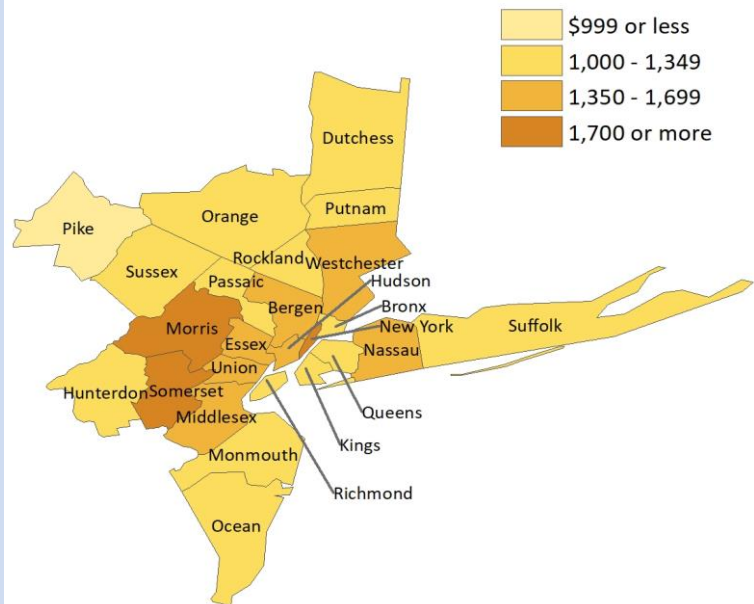 $999 or less
1,000 - 1,349
1,350 - 1,699
1,700 or more
Dutchess
Putnam
Orange
Pike
Rockland
Westchester
Sussex
Passaic
Hudson
Bergen
Bronx
Morris
New York
Suffolk
Essex
Nassau
Union
Hunterdon
Somerset
Queens
Middlesex
Kings
Monmouth
Richmond
Ocean